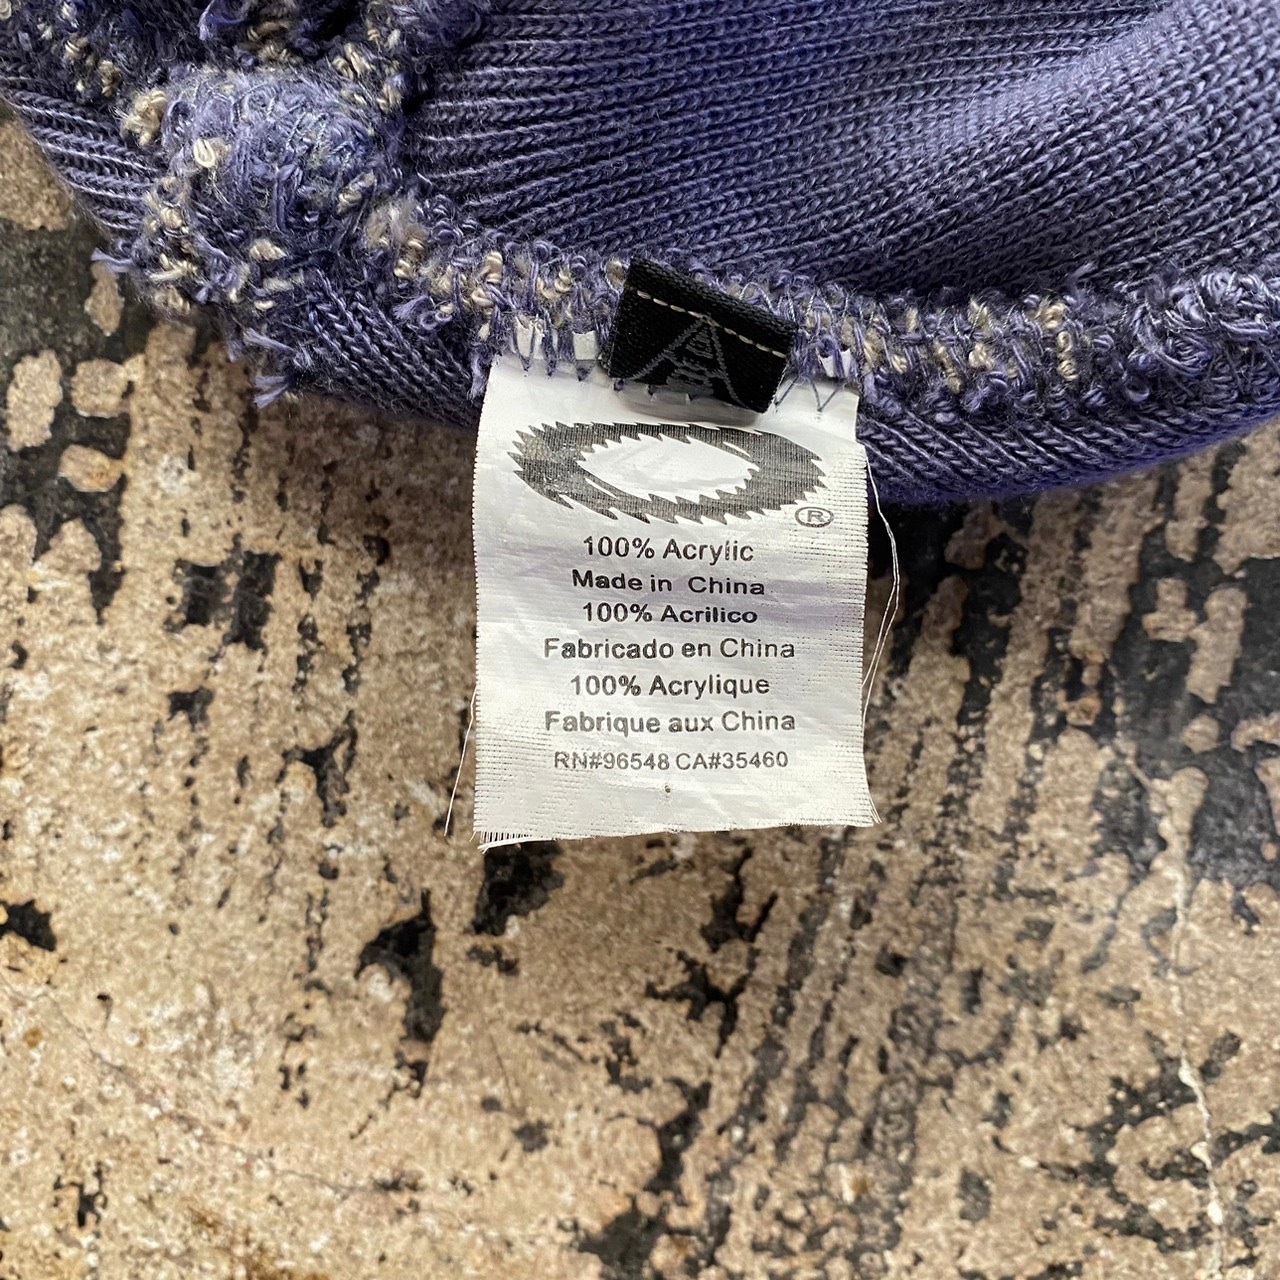 ®
100% Acrylic
Made in China
100% Acrilico
Fabricado en China
100% Acrylique
Fabrique aux China
RN#96548 CA#35460